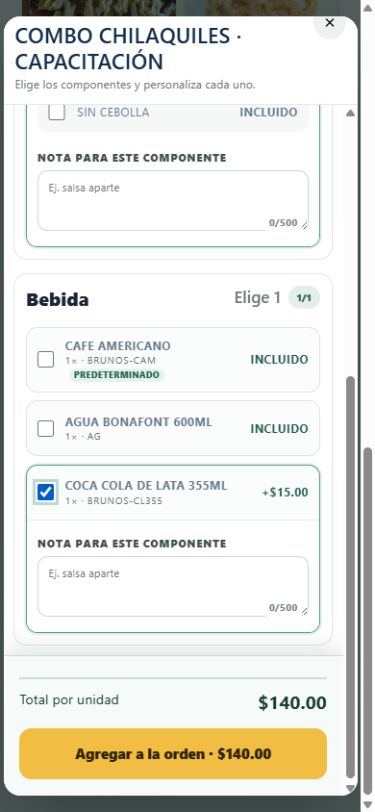 ×
COMBO CHILAQUILES ·
CAPACITACIÓN
Elige los componentes y personaliza cada uno.
SIN CEBOLLA INCLUIDO
NOTA PARA ESTE COMPONENTE
Ej. salsa aparte
0/500
Bebida Elige 1 1/1
CAFE AMERICANO
1× · BRUNOS-CAM INCLUIDO
PREDETERMINADO
AGUA BONAFONT 600ML
1× · AG INCLUIDO
COCA COLA DE LATA 355ML
1× · BRUNOS-CL355 +$15.00
NOTA PARA ESTE COMPONENTE
Ej. salsa aparte
0/500
Total por unidad $140.00
Agregar a la orden · $140.00